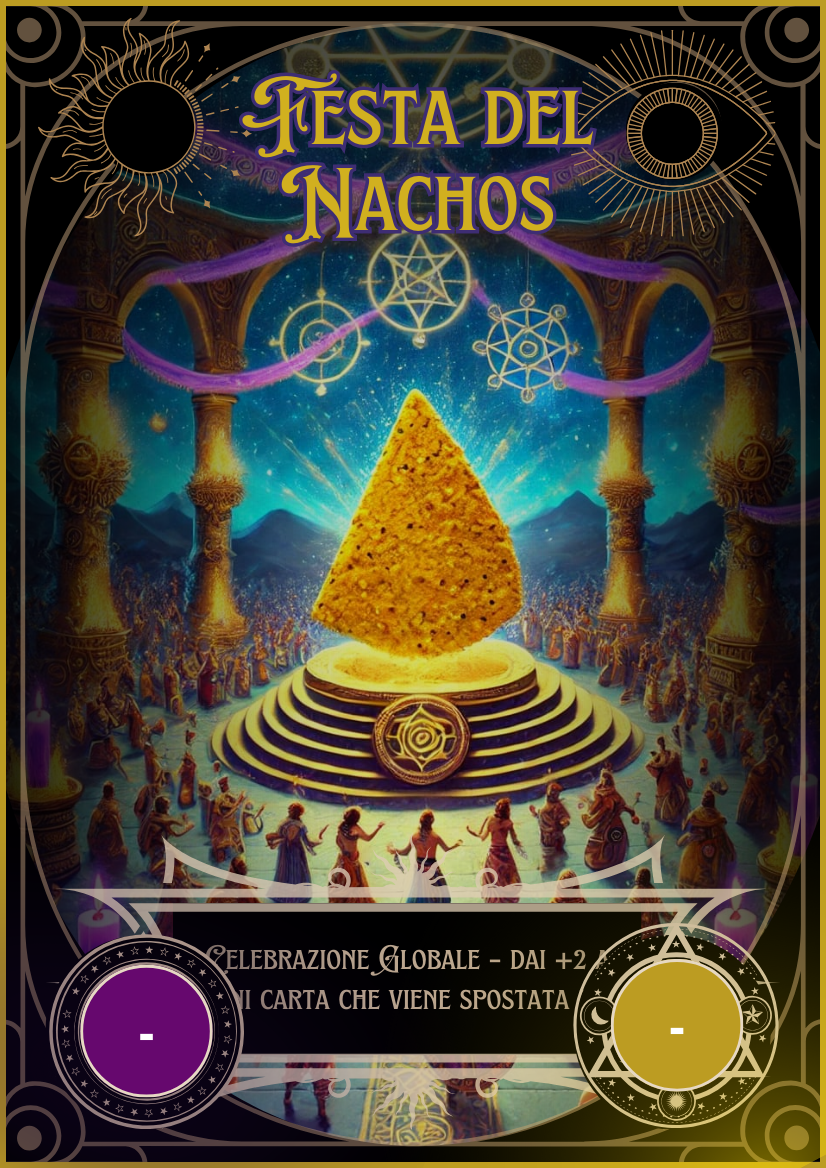 Festa del
Nachos
Celebrazione Globale – dai +2 a
carta che viene spostata
-
-